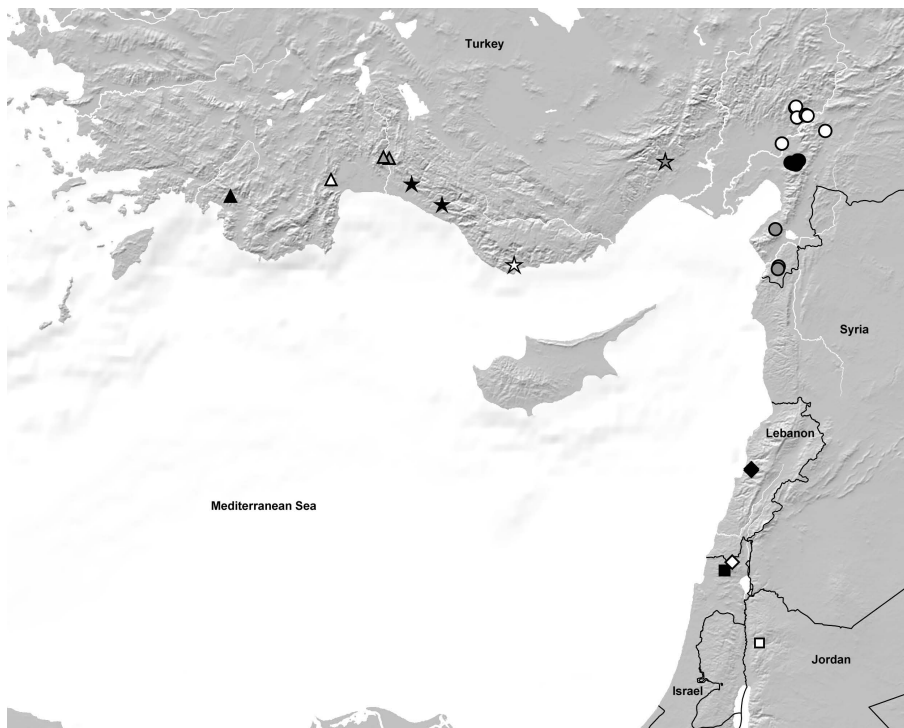 Turkey
Syria
Lebanon
Mediterranean Sea
Jordan
Israel